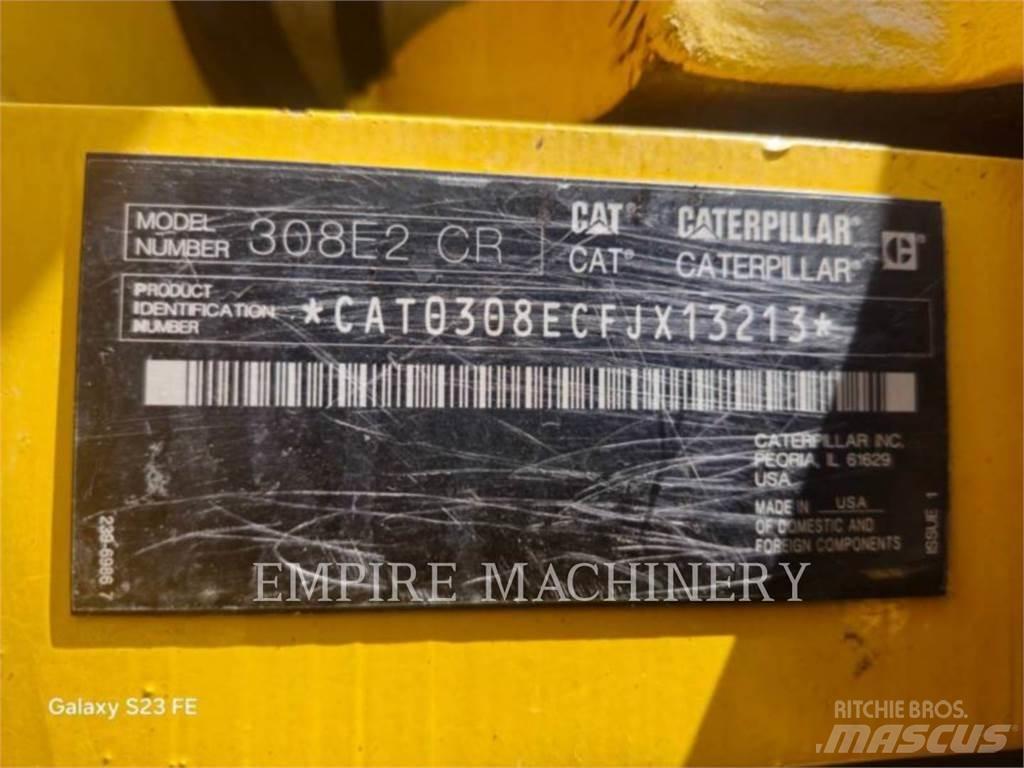 MODEL NUMBER 308E2 CR
CAT® CATERPILLAR®
CAT® CATERPILLAR®
C®
PRODUCT IDENTIFICATION NUMBER *CAT0308ECFJX13213*
CATERPILLAR INC.
PEORIA, IL 61629
USA
MADE IN USA
OF DOMESTIC AND
FOREIGN COMPONENTS
ISSUE 1
EMPIRE MACHINERY
Galaxy S23 FE
RITCHIE BROS.
MASCUS